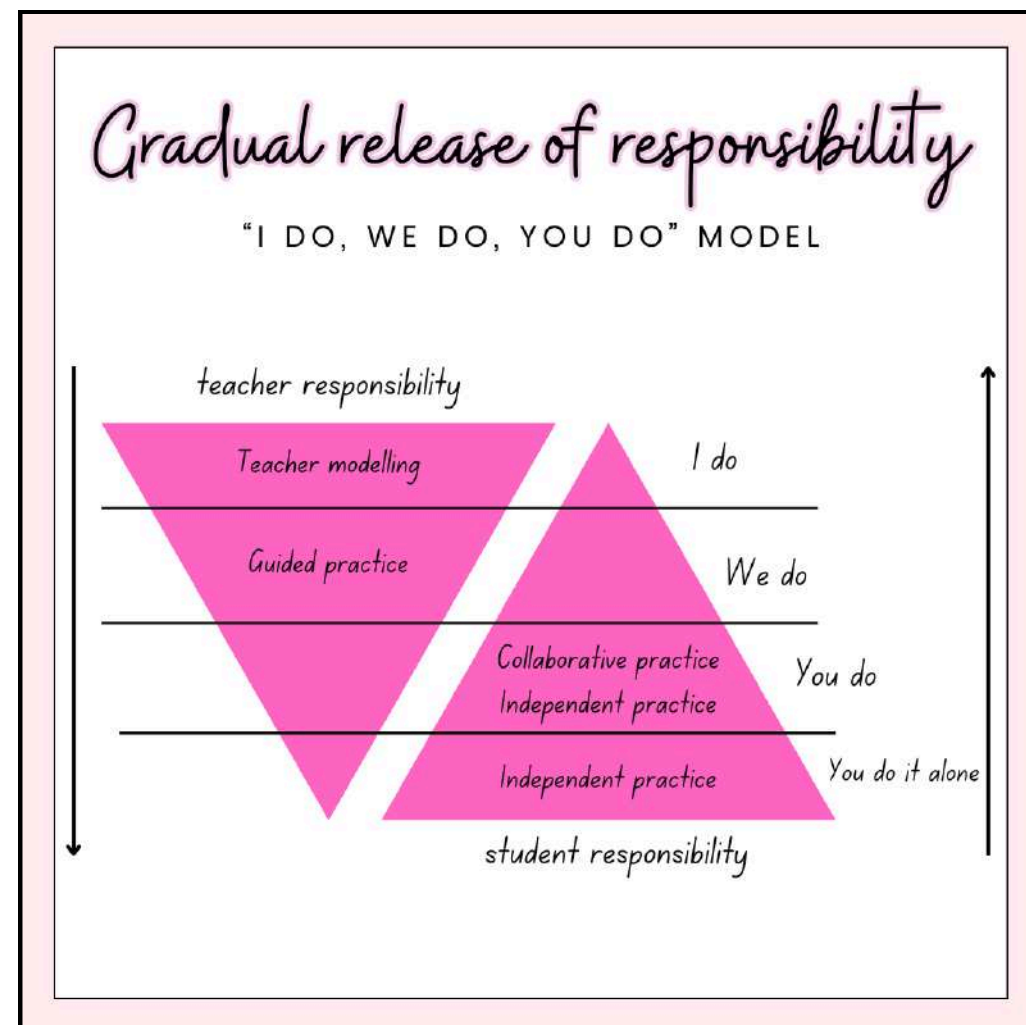 Gradual release of responsibility
“I DO, WE DO, YOU DO” MODEL
teacher responsibility
Teacher modelling
I do
Guided practice
We do
Collaborative practice
Independent practice
You do
Independent practice
You do it alone
student responsibility